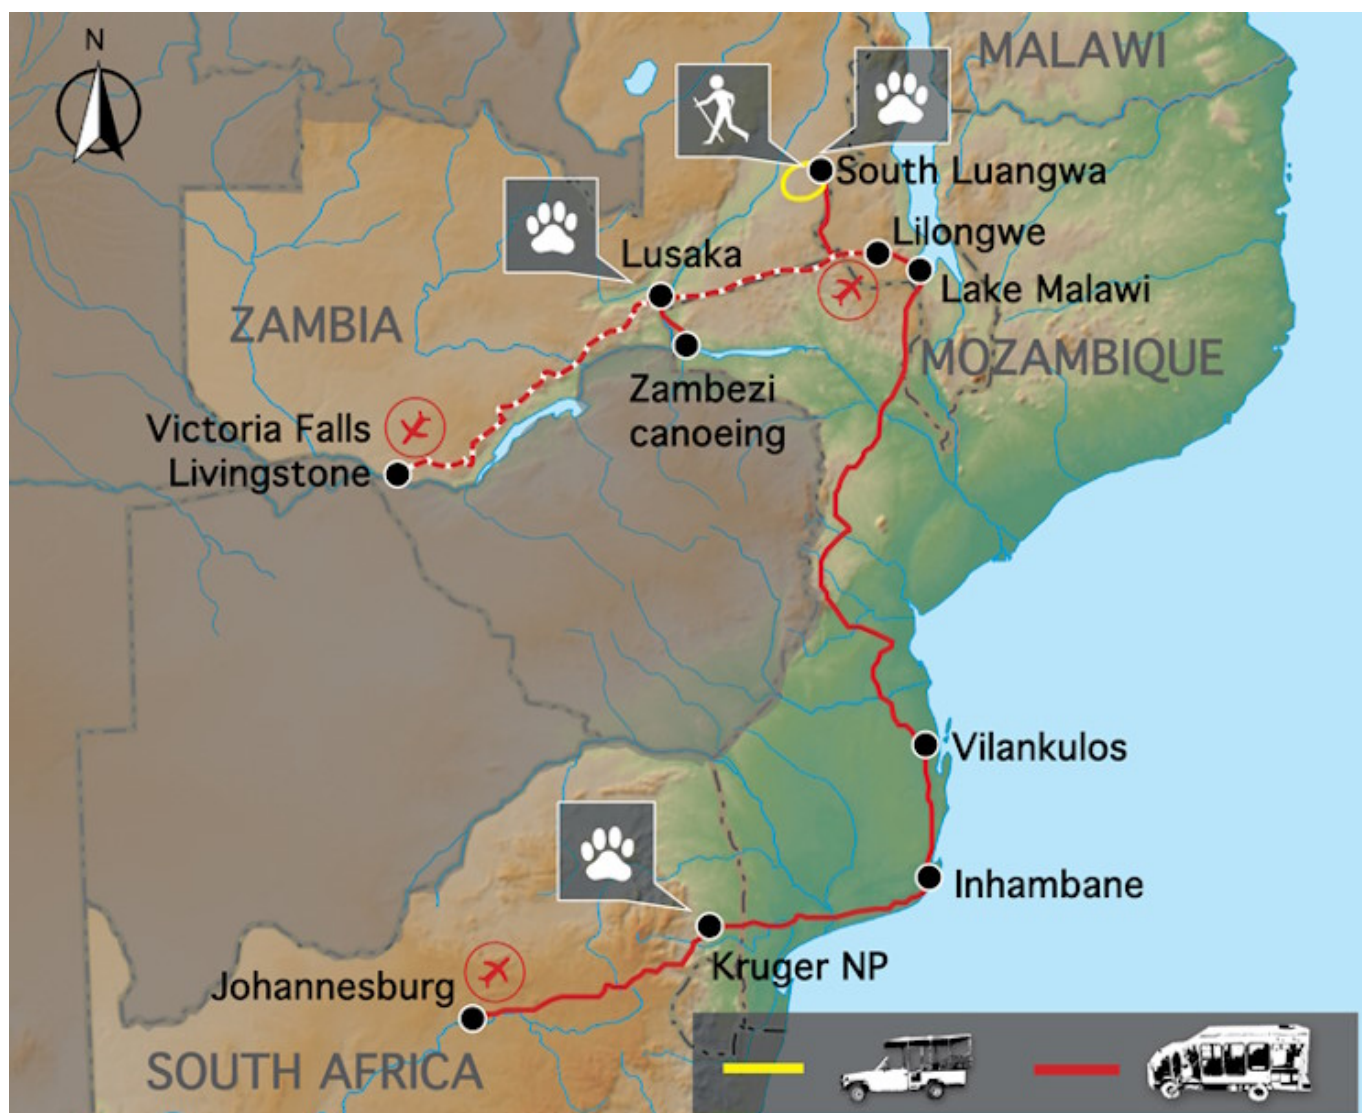 N
MALAWI
South Luangwa
Lilongwe
Lusaka
Lake Malawi
ZAMBIA
MOZAMBIQUE
Zambezi
canoeing
Victoria Falls
Livingstone
Vilankulos
Inhambane
Kruger NP
Johannesburg
SOUTH AFRICA